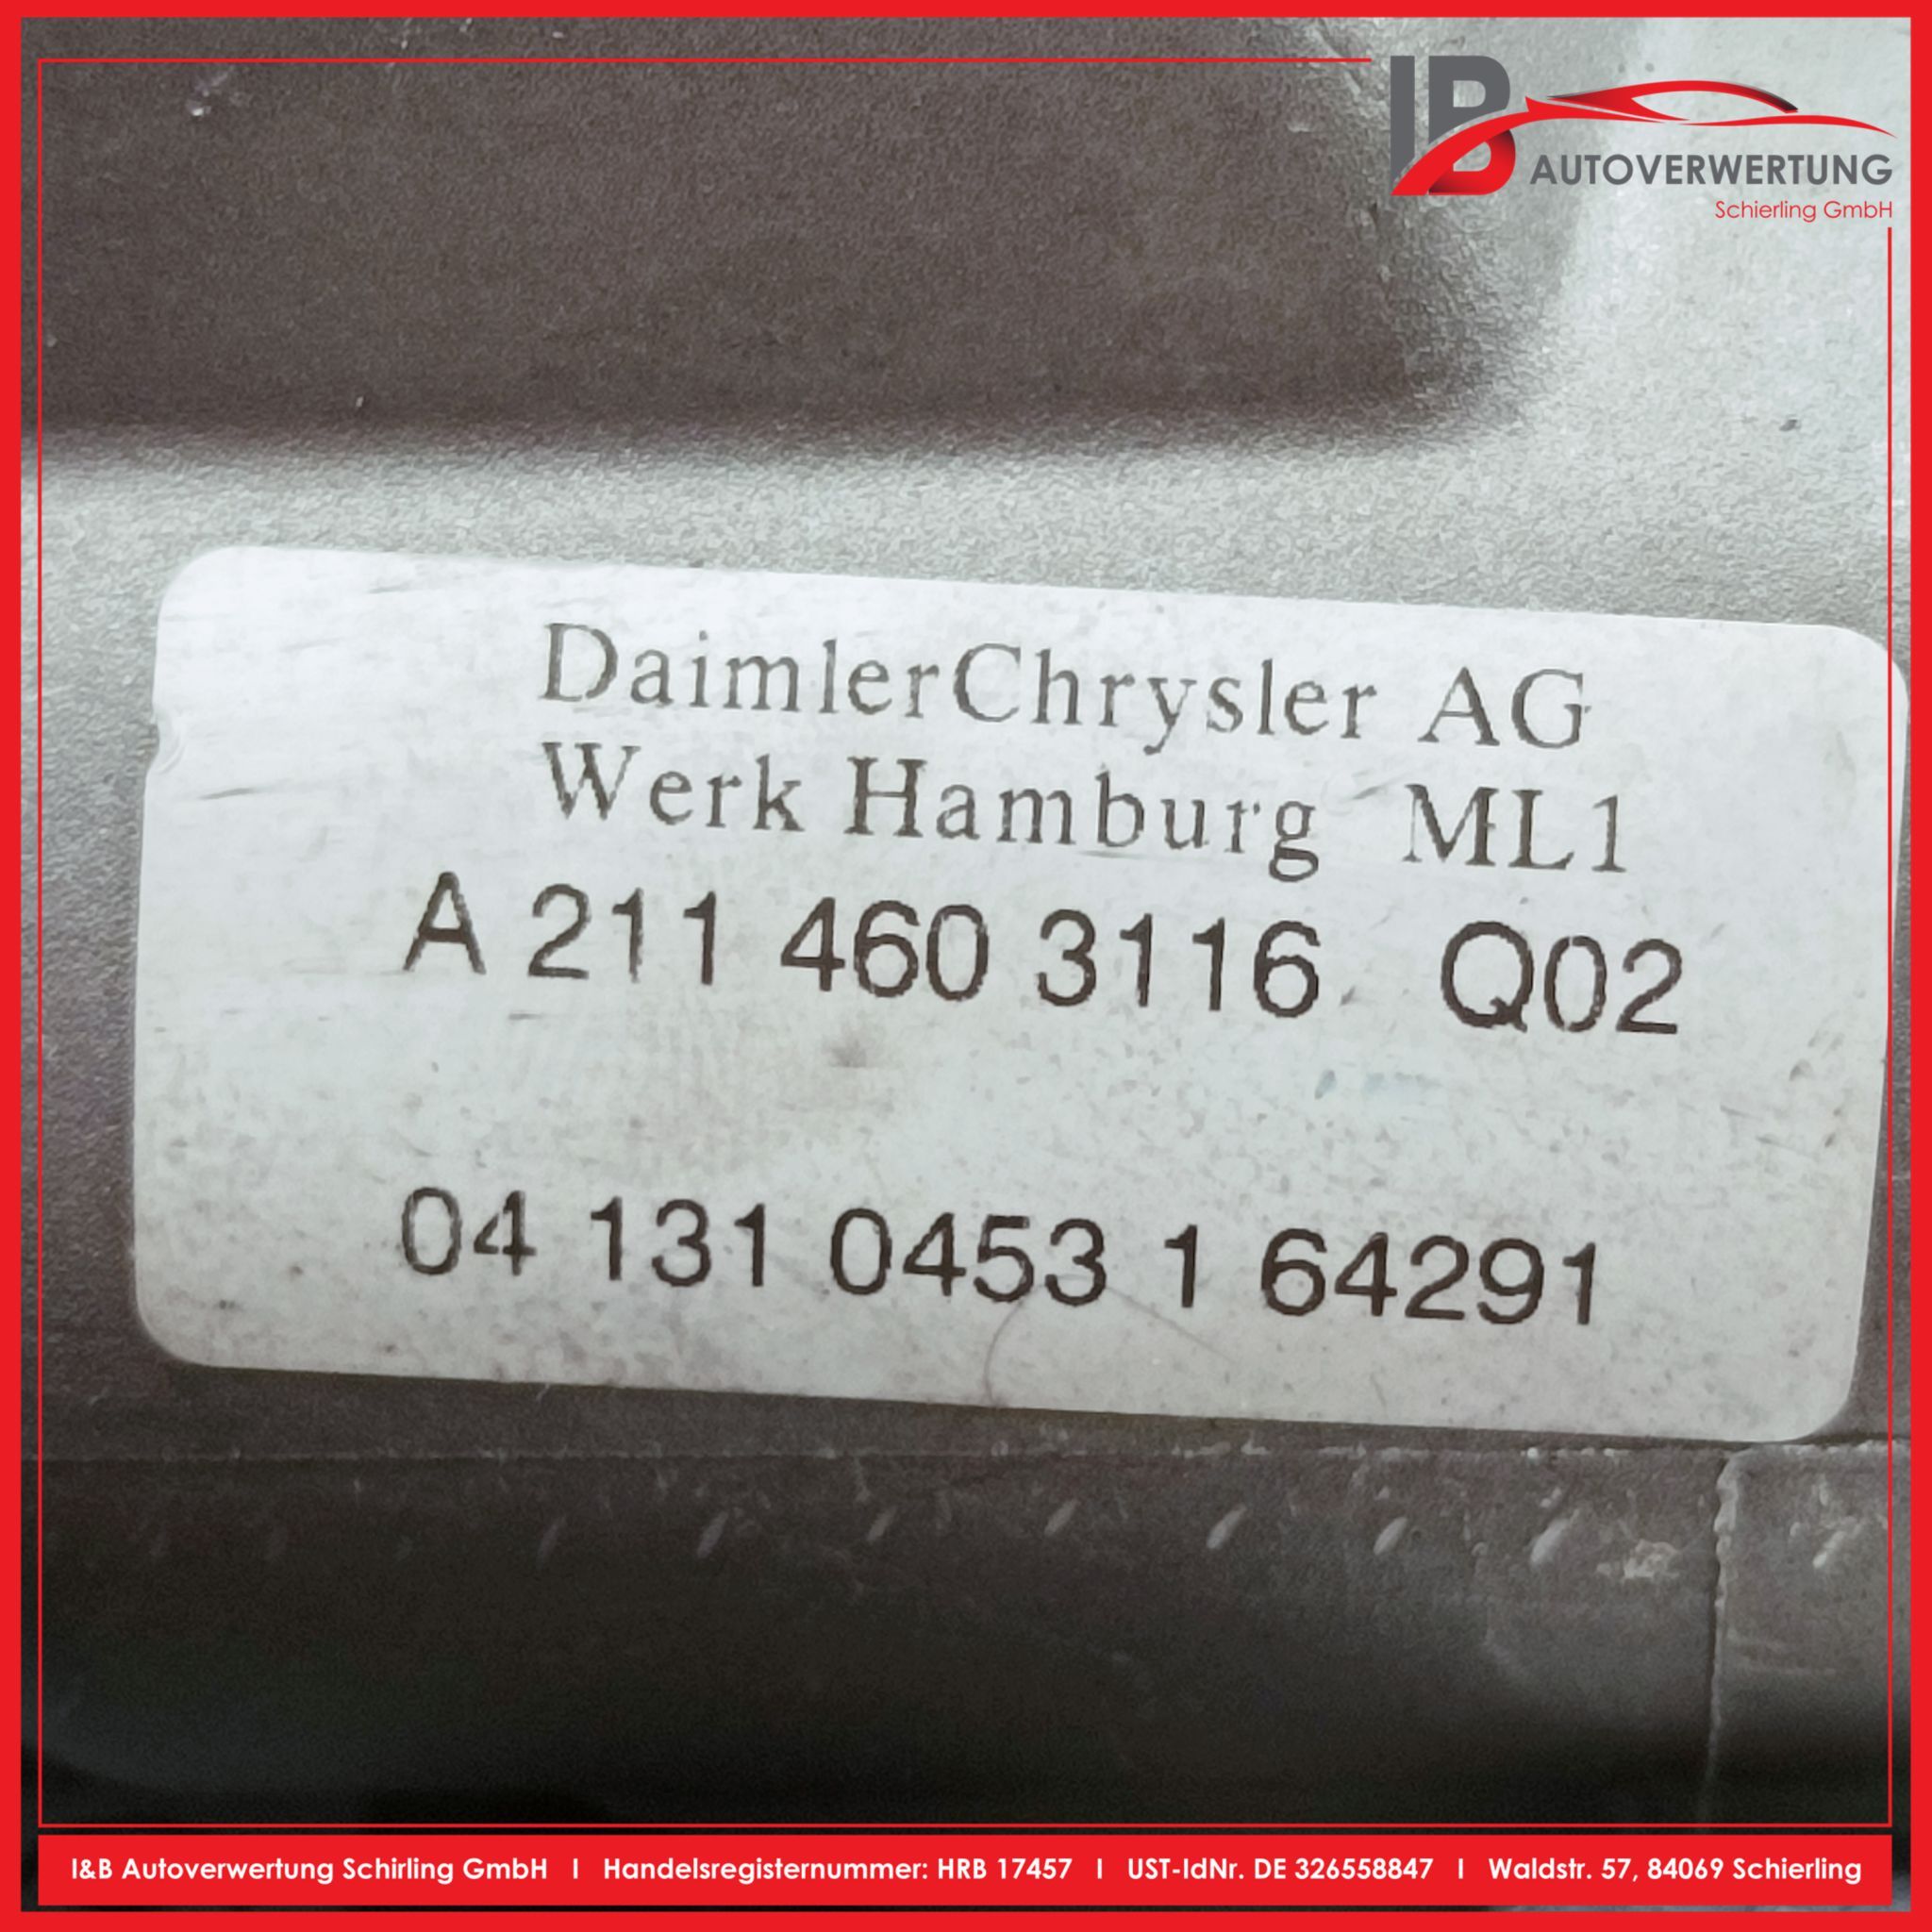 IB
AUTOVERWERTUNG
Schierling GmbH
DaimlerChrysler AG
Werk Hamburg ML1
A 211 460 3116 Q02
04 131 0453 1 64291
I&B Autoverwertung Schirling GmbH I Handelsregisternummer: HRB 17457 I UST-IdNr. DE 326558847 I Waldstr. 57, 84069 Schierling